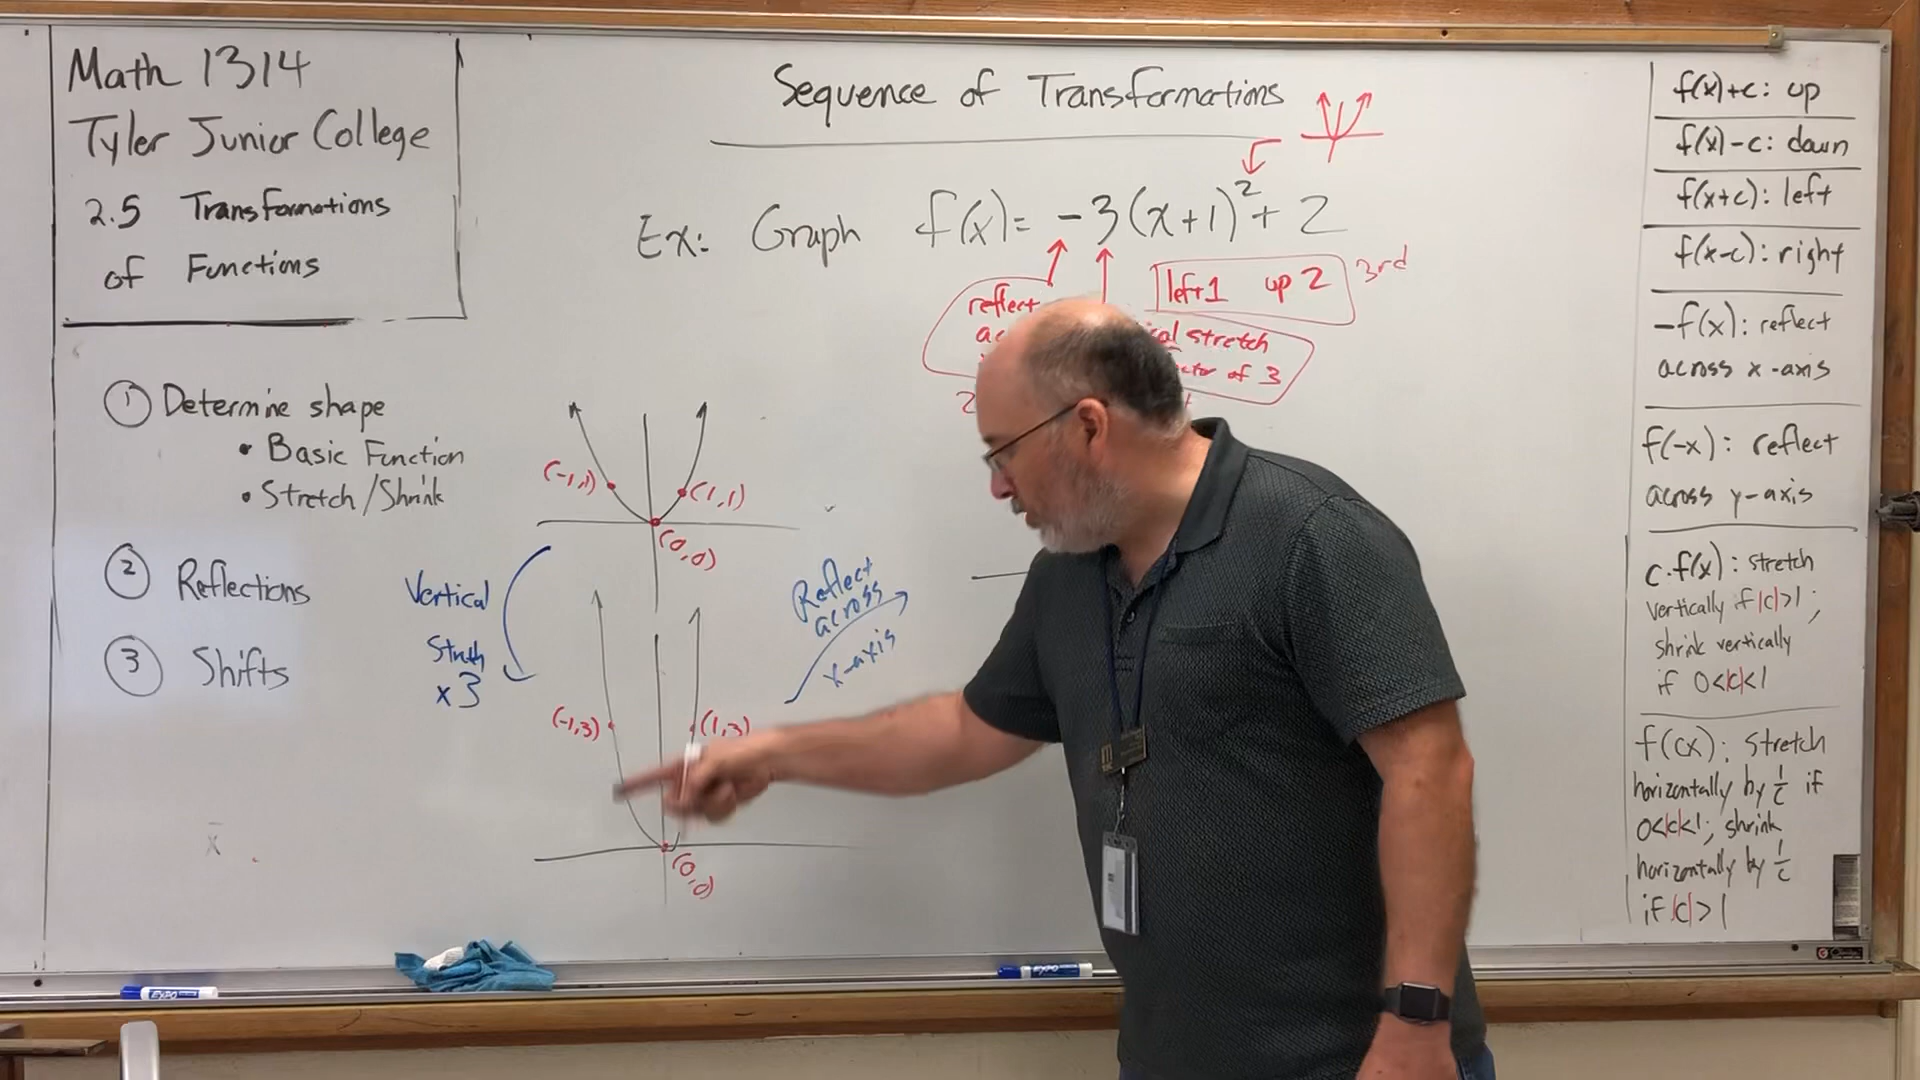 Math 1314
Tyler Junior College
2.5 Transformations
of Functions
Sequence of Transformations
Ex: Graph f(x) = -3(x+1)² + 2
left 1 up 2
3rd
reflect
stretch
of 3
① Determine shape
• Basic Function
• Stretch/Shrink
② Reflections
③ Shifts
(-1,1)
(1,1)
(0,0)
Vertical
x3
(-1,3)
(1,3)
(0,0)
Reflect
across
x-axis
x̄
f(x)+c: up
f(x)-c: down
f(x+c): left
f(x-c): right
-f(x): reflect
across x-axis
f(-x): reflect
across y-axis
c·f(x): stretch
vertically if |c|>1;
shrink vertically
if 0<|c|<1
f(cx): stretch
horizontally by 1/c if
0<|c|<1; shrink
horizontally by 1/c
if |c|>1
EXPO
EXPO